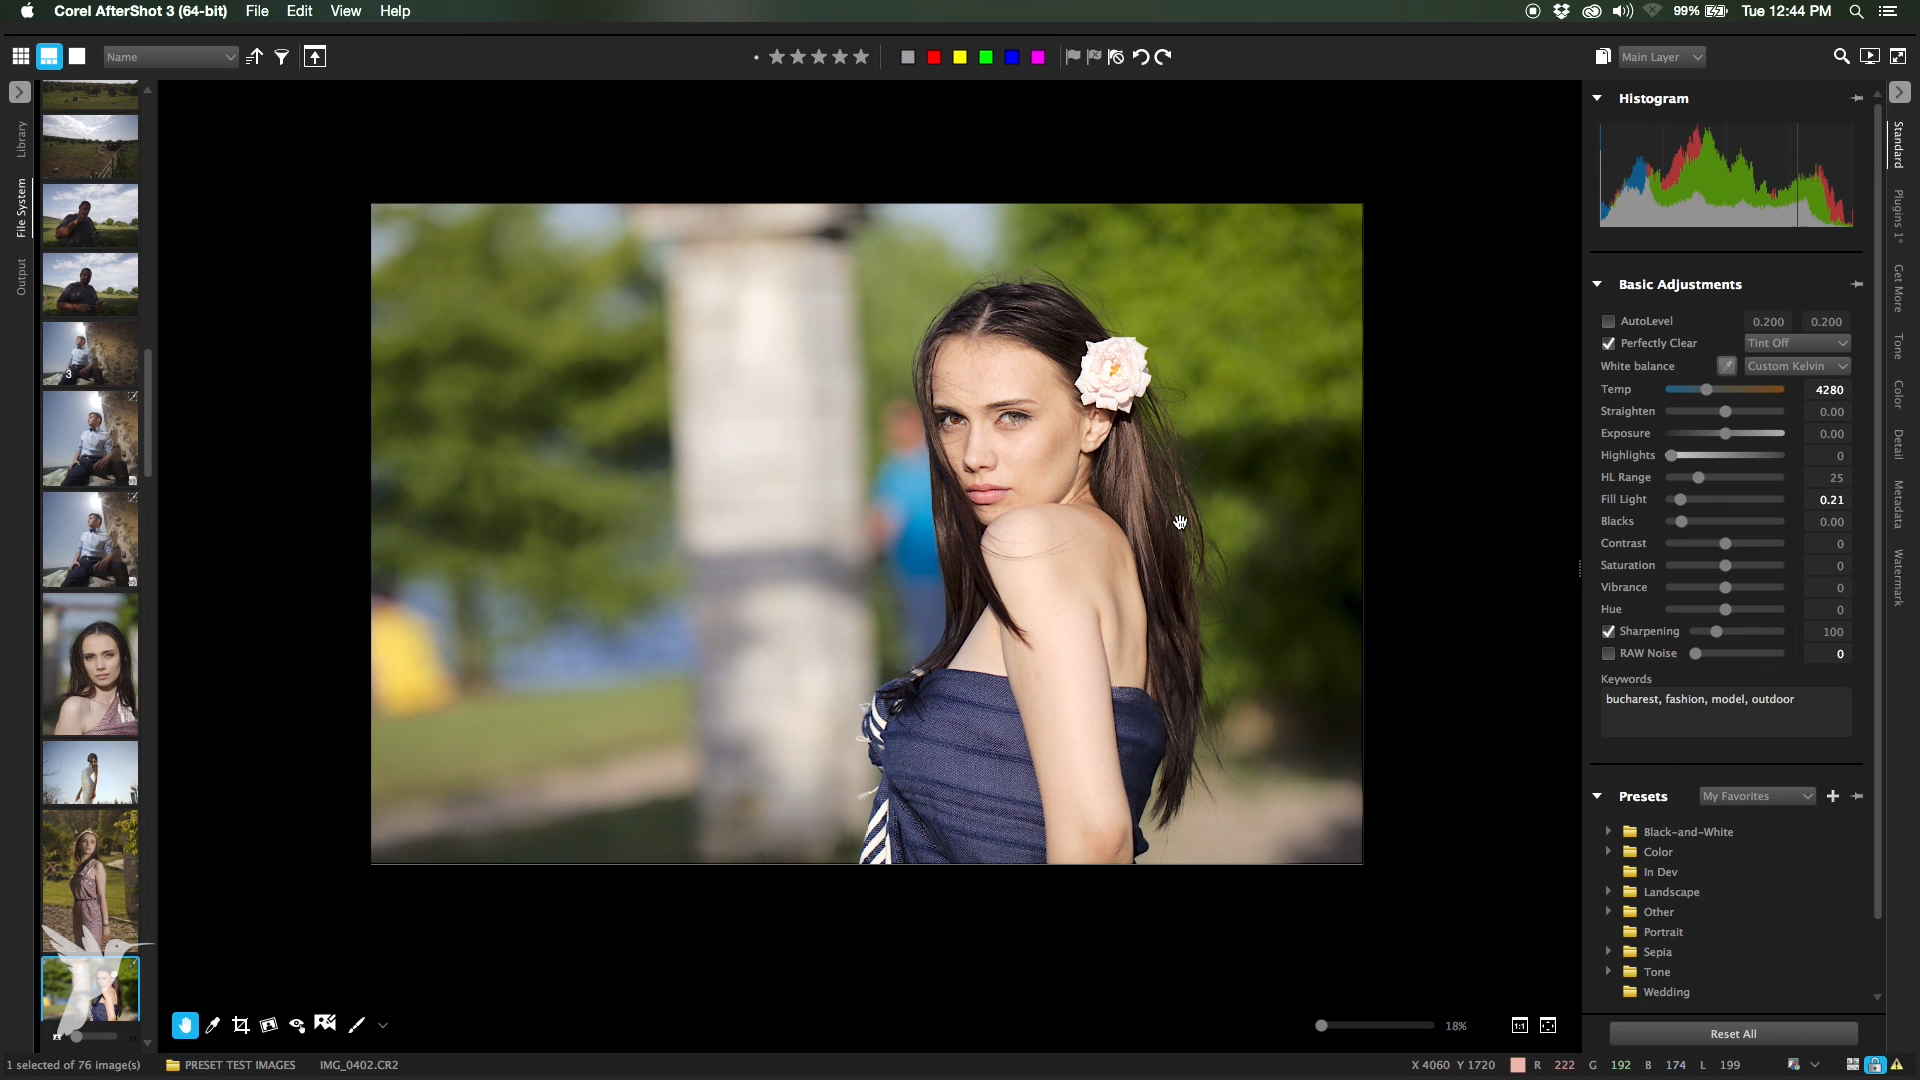 Corel AfterShot 3 (64-bit) File Edit View Help 99% Tue 12:44 PM
Name Main Layer
Library
File System
Output
3
Histogram
Basic Adjustments
AutoLevel 0.200 0.200
Perfectly Clear Tint Off
White balance Custom Kelvin
Temp 4280
Straighten 0.00
Exposure 0.00
Highlights 0
HL Range 25
Fill Light 0.21
Blacks 0.00
Contrast 0
Saturation 0
Vibrance 0
Hue 0
Sharpening 100
RAW Noise 0
Keywords
bucharest, fashion, model, outdoor
Presets My Favorites
Black-and-White
Color
In Dev
Landscape
Other
Portrait
Sepia
Tone
Wedding
Reset All
Standard
Plugins 1*
Get More
Tone
Color
Detail
Metadata
Watermark
18% 1:1
1 selected of 76 image(s) PRESET TEST IMAGES IMG_0402.CR2 X 4060 Y 1720 R 222 G 192 B 174 L 199